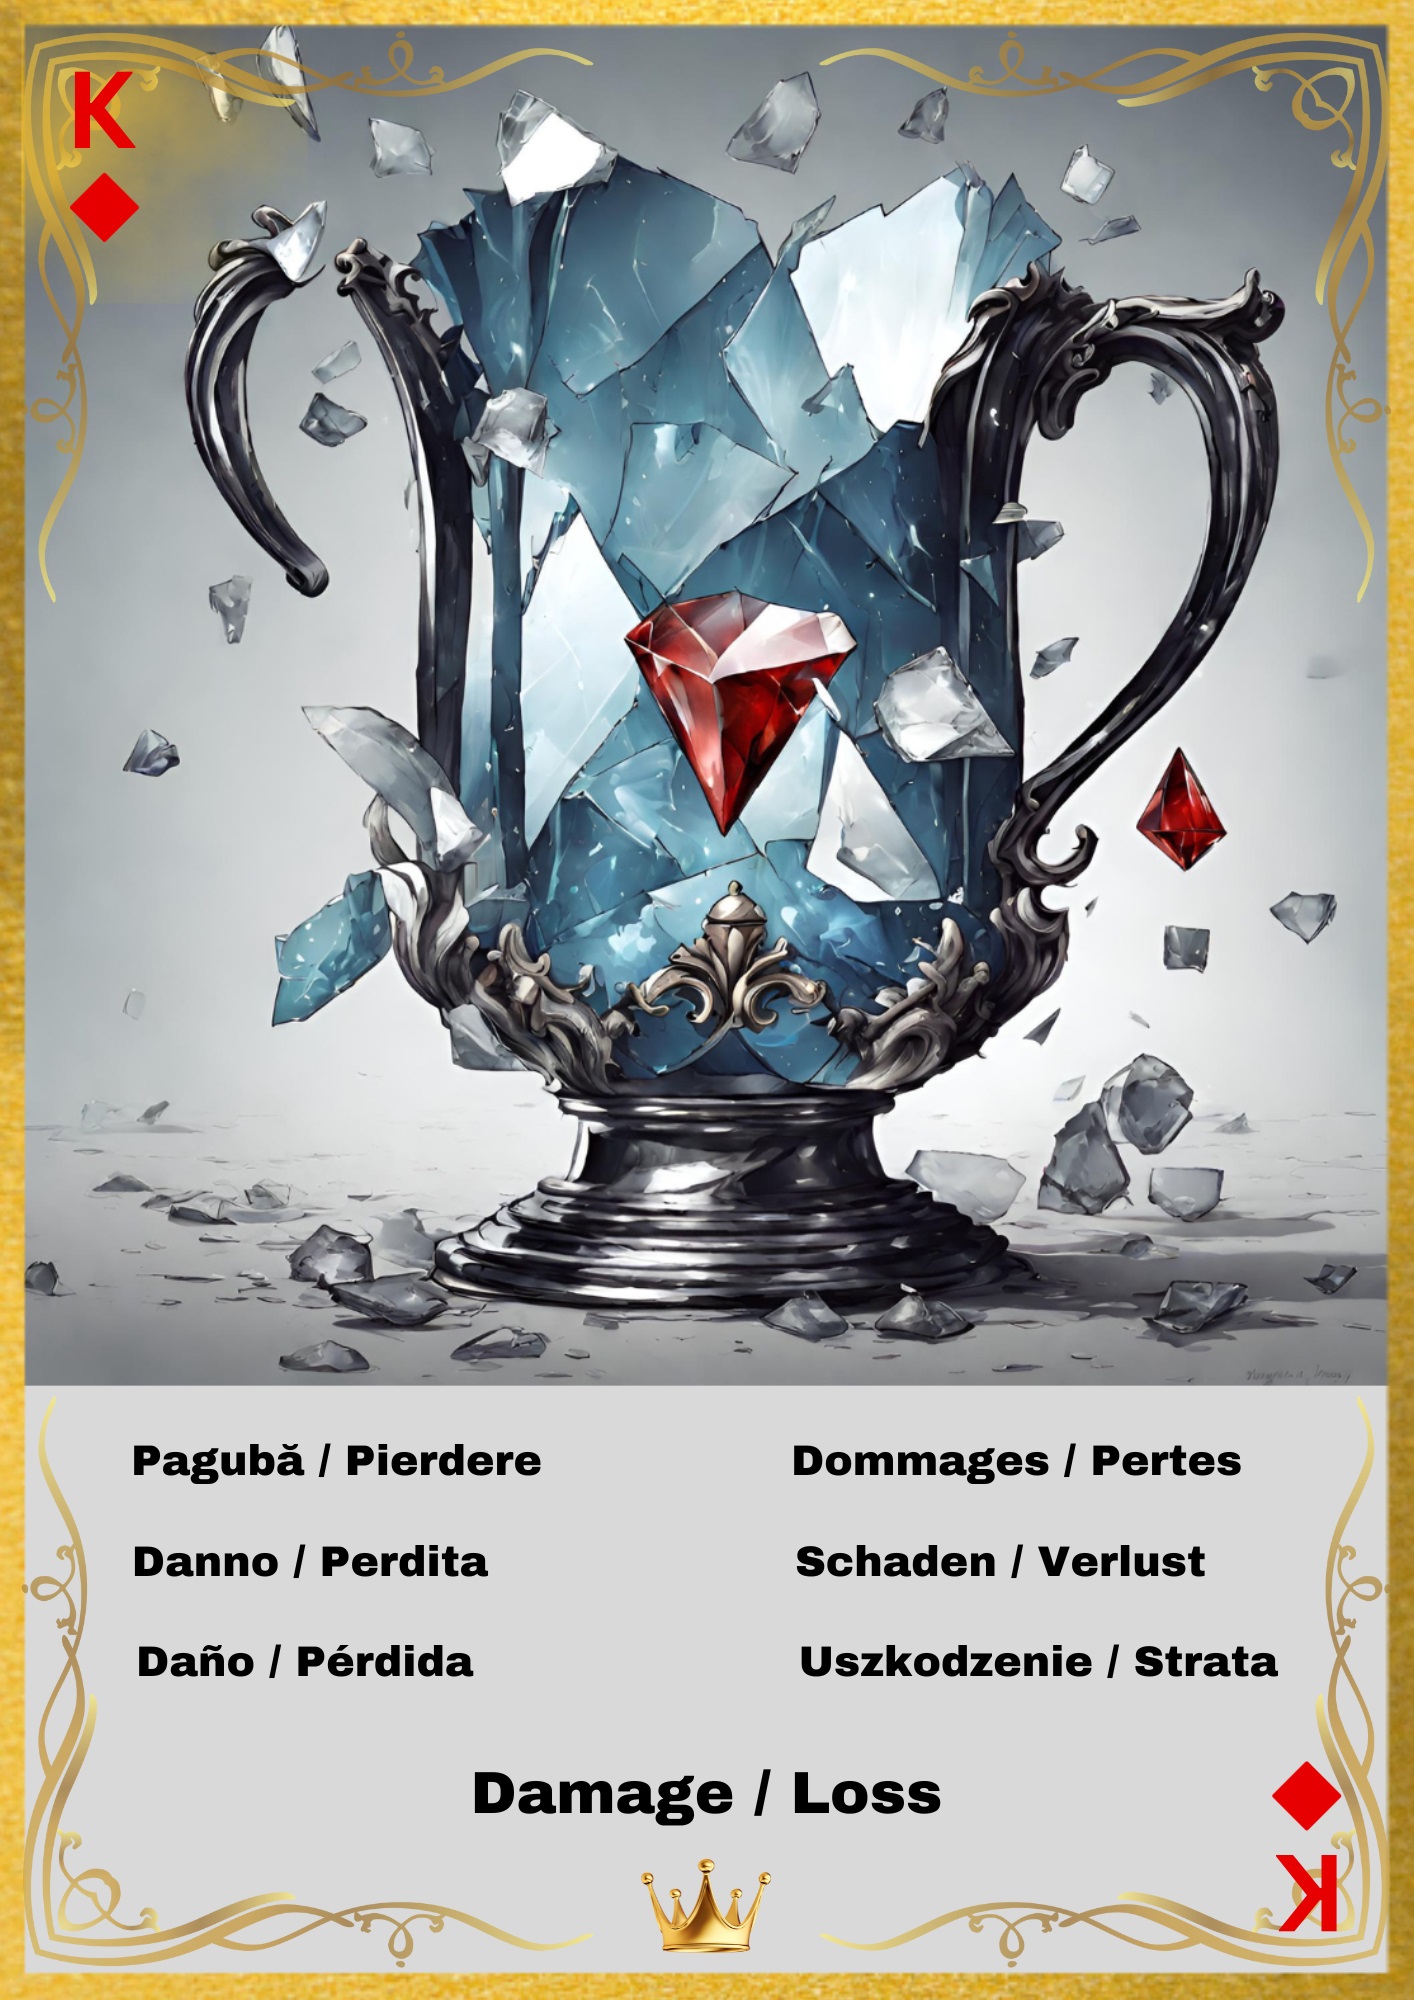 K
Pagubă / Pierdere
Dommages / Pertes
Danno / Perdita
Schaden / Verlust
Daño / Pérdida
Uszkodzenie / Strata
Damage / Loss
K